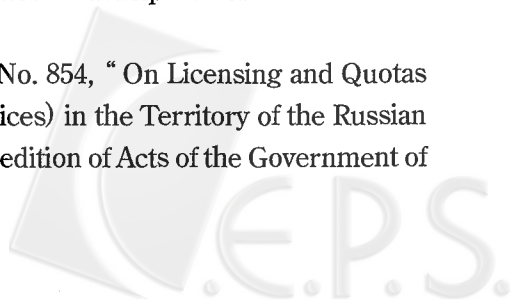 No. 854, “ On Licensing and Quotas
ices) in the Territory of the Russian
edition of Acts of the Government of
C.E.P.S.